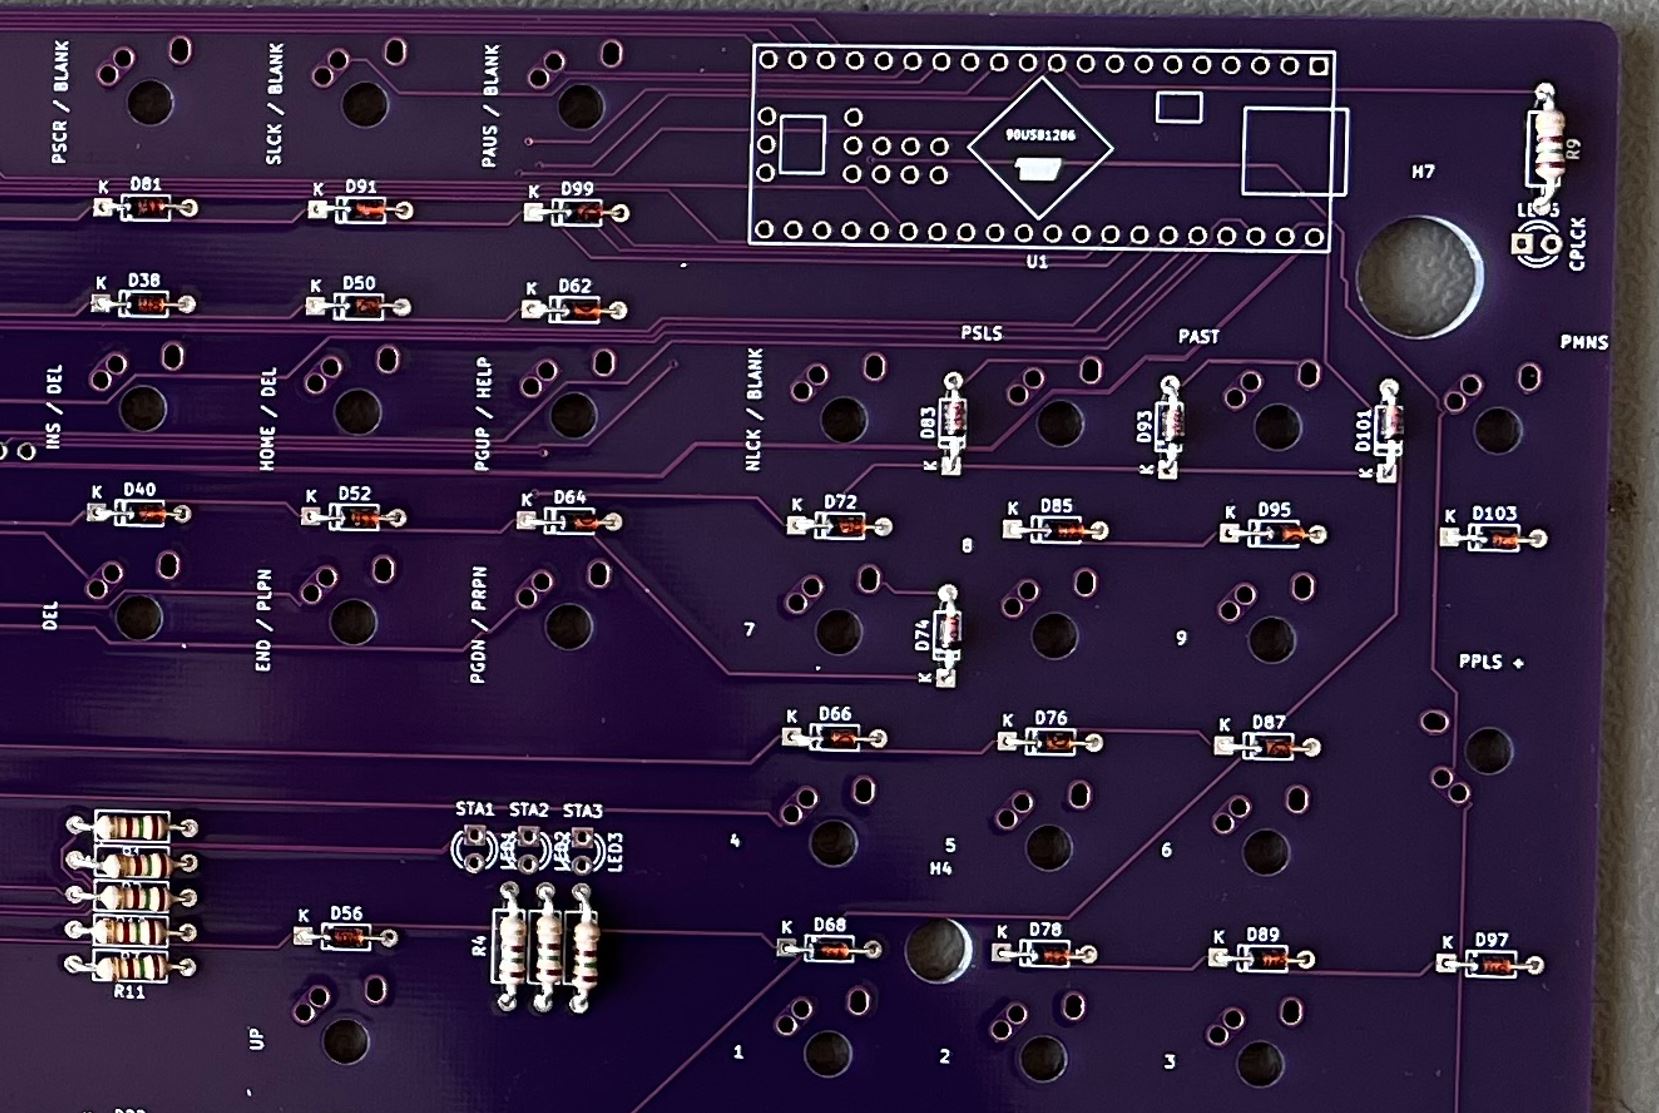 PSCR / BLANK
SLCK / BLANK
PAUS / BLANK
90USB1286
U1
H7
R9
CPLCK
K D81
K D91
K D99
K D38
K D50
K D62
PSLS
PAST
PMNS
INS / DEL
HOME / DEL
PGUP / HELP
NLCK / BLANK
D83 K
D93 K
D101 K
K D40
K D52
K D64
K D72
K D85
K D95
K D103
8
DEL
END / PLPN
PGDN / PRPN
7
D74 K
9
PPLS +
K D66
K D76
K D87
STA1 STA2 STA3
LED2
LED3
4
5
6
H4
K D56
R4
K D68
K D78
K D89
K D97
R11
UP
1
2
3